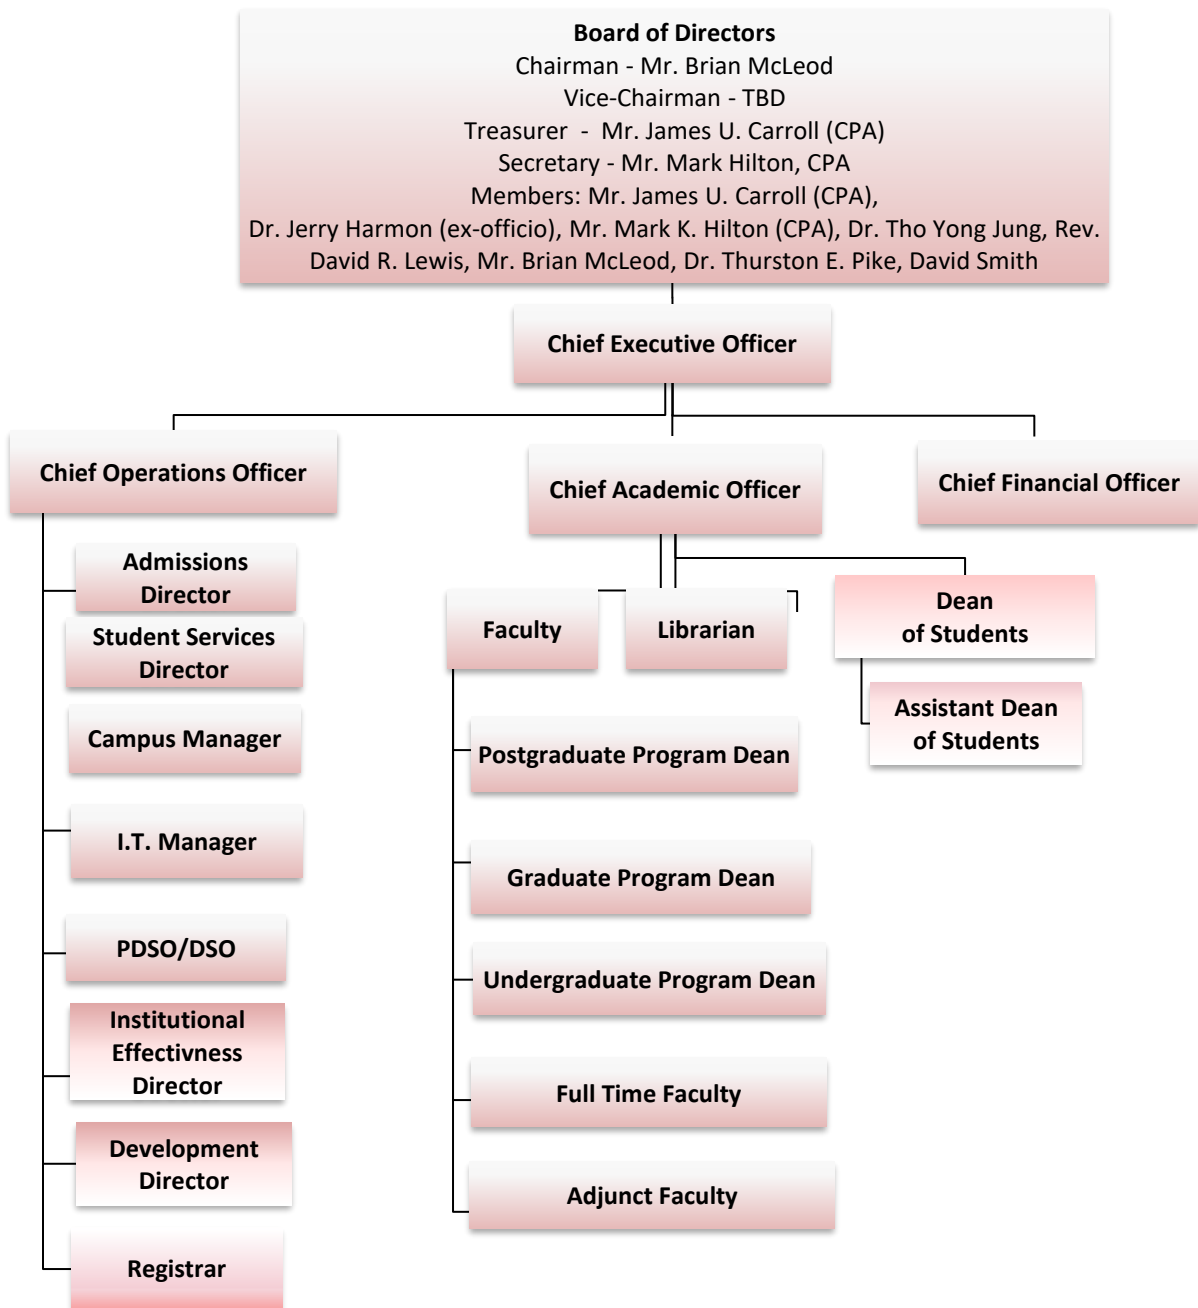 Board of Directors
Chairman - Mr. Brian McLeod
Vice-Chairman - TBD
Treasurer  -  Mr. James U. Carroll (CPA)
Secretary - Mr. Mark Hilton, CPA
Members: Mr. James U. Carroll (CPA),
Dr. Jerry Harmon (ex-officio), Mr. Mark K. Hilton (CPA), Dr. Tho Yong Jung, Rev.
David R. Lewis, Mr. Brian McLeod, Dr. Thurston E. Pike, David Smith
Chief Executive Officer
Chief Operations Officer
Admissions
Director
Student Services
Director
Campus Manager
I.T. Manager
PDSO/DSO
Institutional
Effectivness
Director
Development
Director
Registrar
Chief Academic Officer
Faculty
Postgraduate Program Dean
Graduate Program Dean
Undergraduate Program Dean
Full Time Faculty
Adjunct Faculty
Librarian
Dean
of Students
Assistant Dean
of Students
Chief Financial Officer